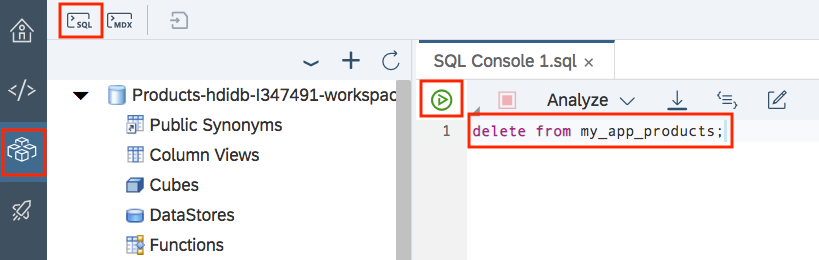 SQL
MDX
Products-hdidb-I347491-workspac
Public Synonyms
Column Views
Cubes
DataStores
Functions
SQL Console 1.sql ×
Analyze
1 delete from my_app_products;